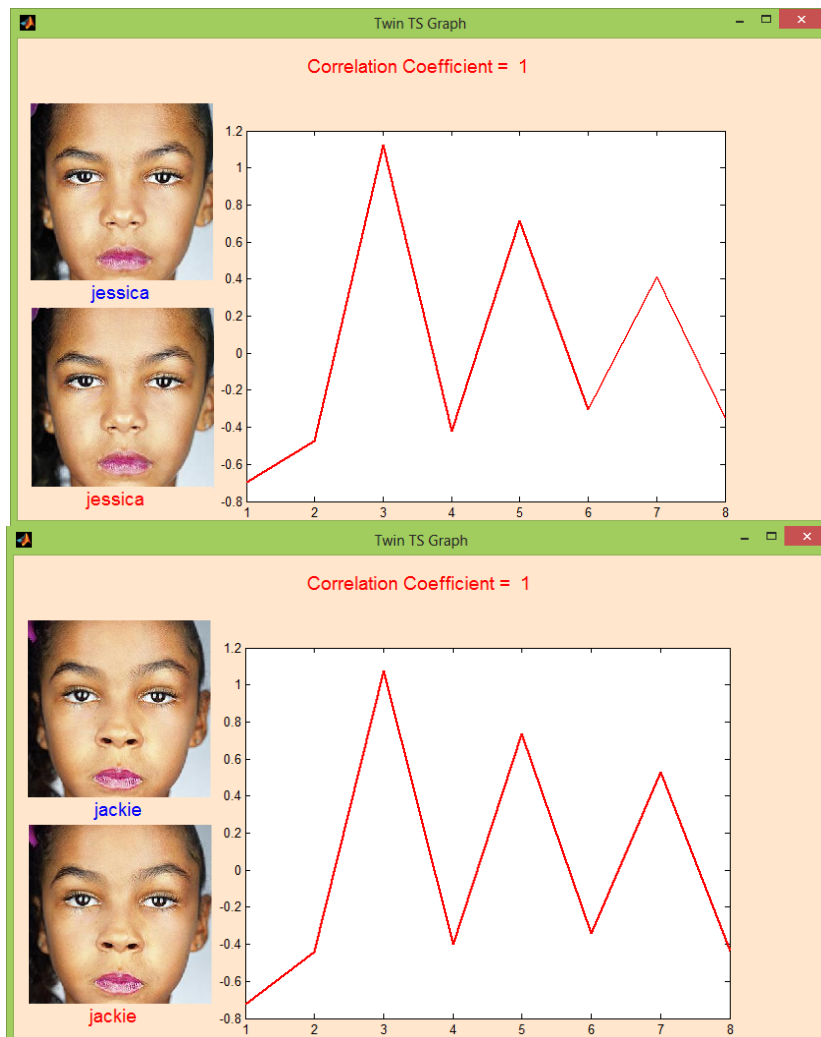 Twin TS Graph
Correlation Coefficient = 1
jessica
jessica
1.2
1
0.8
0.6
0.4
0.2
0
-0.2
-0.4
-0.6
-0.8
1 2 3 4 5 6 7 8
Twin TS Graph
Correlation Coefficient = 1
jackie
jackie
1.2
1
0.8
0.6
0.4
0.2
0
-0.2
-0.4
-0.6
-0.8
1 2 3 4 5 6 7 8